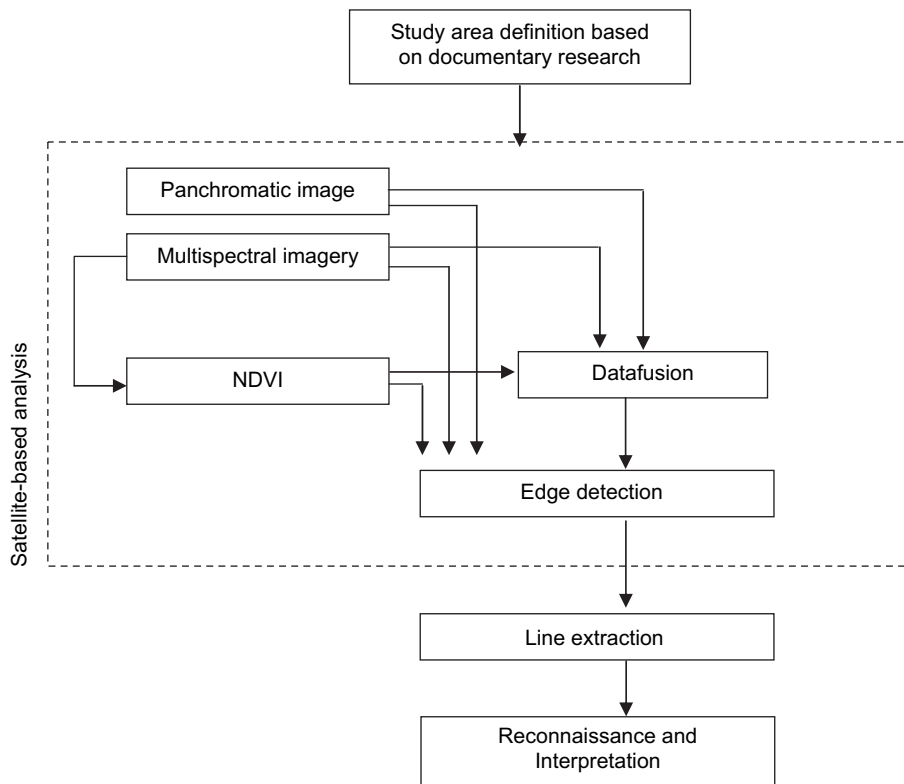 Study area definition based
on documentary research
Panchromatic image
Multispectral imagery
NDVI
Datafusion
Edge detection
Satellite-based analysis
Line extraction
Reconnaissance and
Interpretation